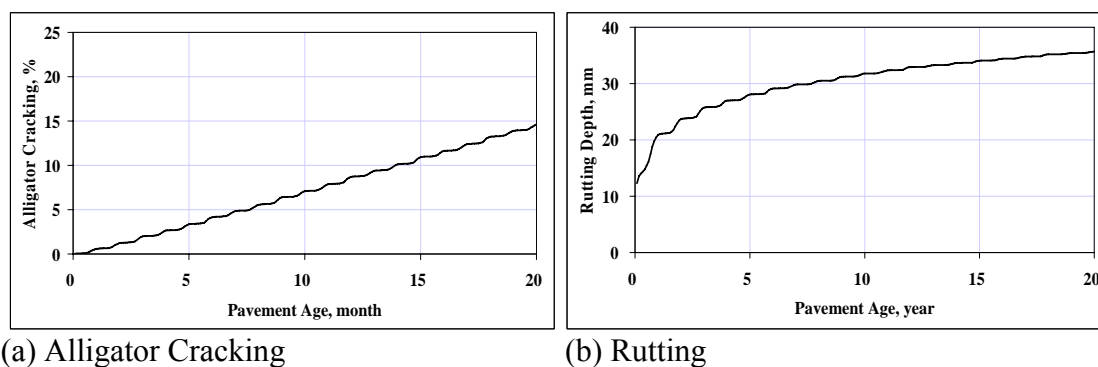 25
20
15
10
5
0
Alligator Cracking, %
0 5 10 15 20
Pavement Age, month
(a) Alligator Cracking
40
30
20
10
0
Rutting Depth, mm
0 5 10 15 20
Pavement Age, year
(b) Rutting